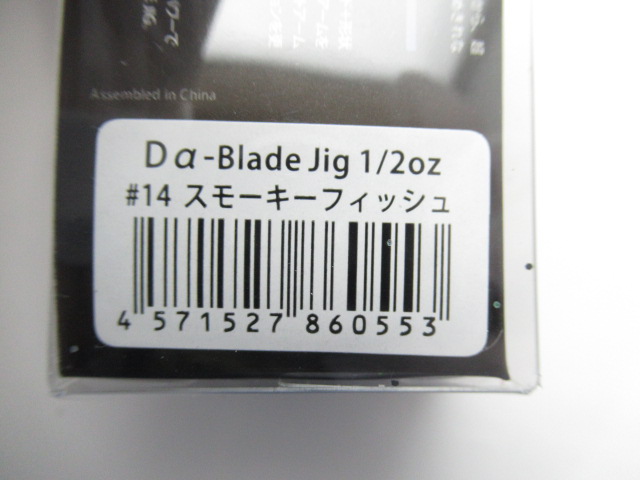 Assembled in China
Dα-Blade Jig 1/2oz
#14 スモーキーフィッシュ
4 571527 860553